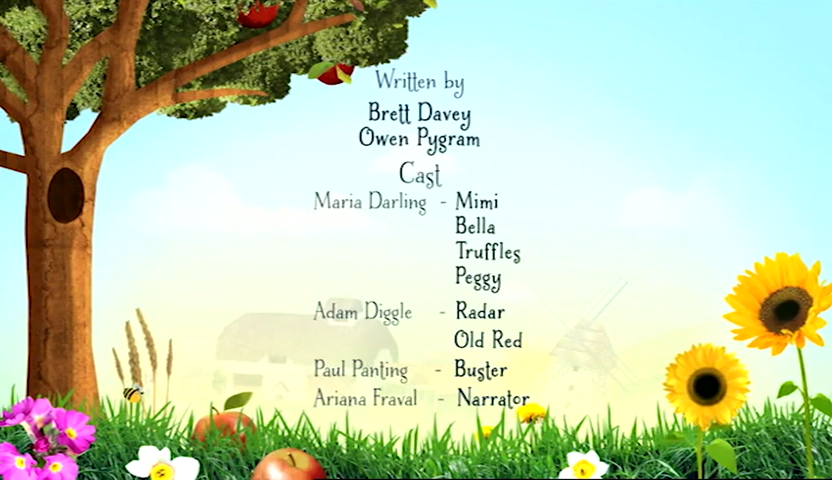 Written by
Brett Davey
Owen Pygram
Cast
Maria Darling - Mimi
Bella
Truffles
Peggy
Adam Diggle - Radar
Old Red
Paul Panting - Buster
Ariana Fraval - Narrator